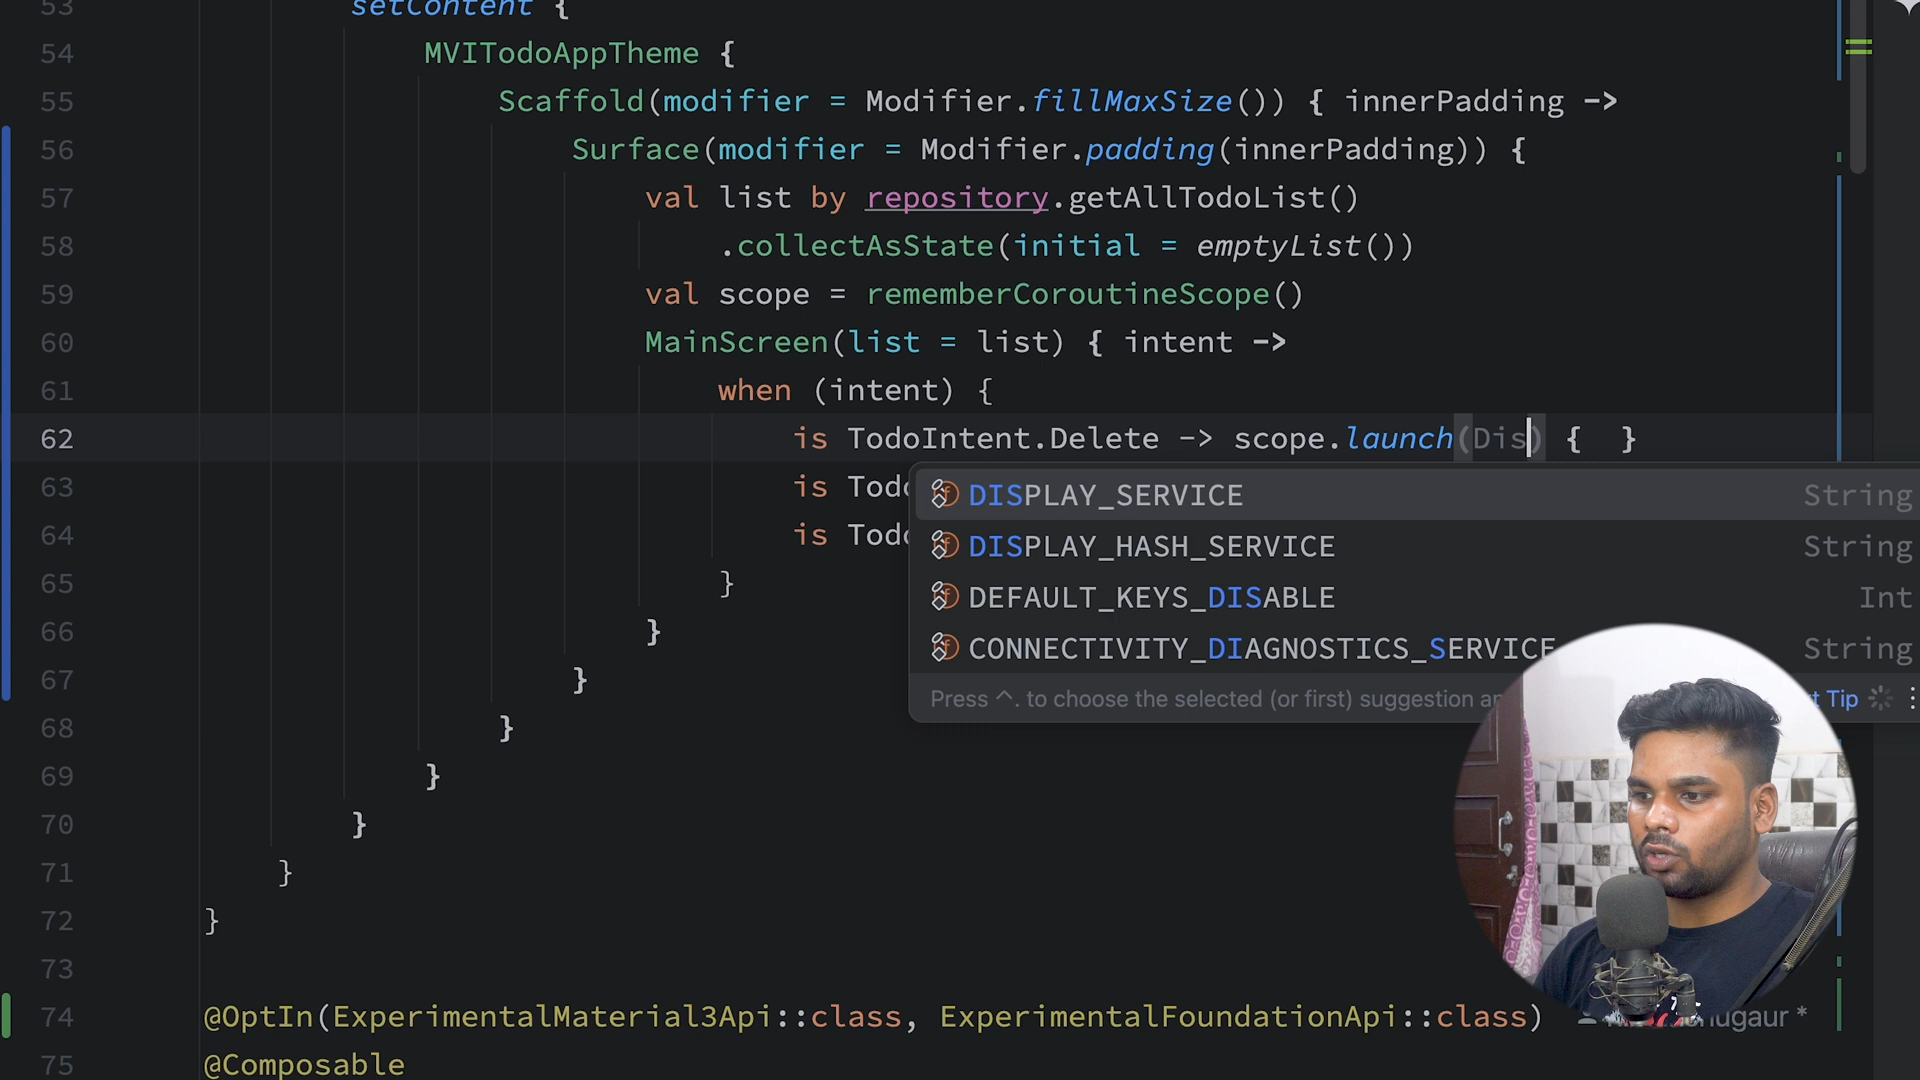 53 setContent {
54 MVITodoAppTheme {
55 Scaffold(modifier = Modifier.fillMaxSize()) { innerPadding ->
56 Surface(modifier = Modifier.padding(innerPadding)) {
57 val list by repository.getAllTodoList()
58 .collectAsState(initial = emptyList())
59 val scope = rememberCoroutineScope()
60 MainScreen(list = list) { intent ->
61 when (intent) {
62 is TodoIntent.Delete -> scope.launch(Dis) { }
63 is
DISPLAY_SERVICE String
DISPLAY_HASH_SERVICE String
64 is
DEFAULT_KEYS_DISABLE Int
65 }
CONNECTIVITY_DIAGNOSTICS_SERVICE String
66 }
67 }
Press ^. to choose the selected (or first) suggestion Tip
68 }
69 }
70 }
71 }
72 }
73
74 @OptIn(ExperimentalMaterial3Api::class, ExperimentalFoundationApi::class)
75 @Composable